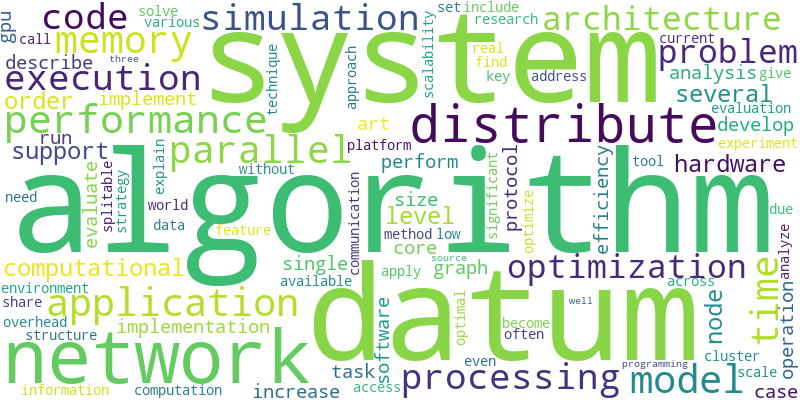 gpu
code
solve
various
simulation
set
include
research
architecture
call
memory
system
scalability
current
problem
describe
three
technique
approach
real
find
key
address
analysis
give
execution
order
implement
several
performance
art
distribute
evaluation
develop
experiment
run
support
parallel
platform
perform
tool
hardware
need
evaluate
splitable
strategy
explain
world
data
without
feature
algorithm
communication
size
level
method
low
core
significant
protocol
optimize
efficiency
due
computational
single
available
apply
source
graph
optimization
across
time
operation
analyze
environment
share
application
datum
well
node
overhead
structure
implementation
software
optimal
become
often
cluster
network
task
even
programming
scale
information
computation
increase
access
processing
model
case